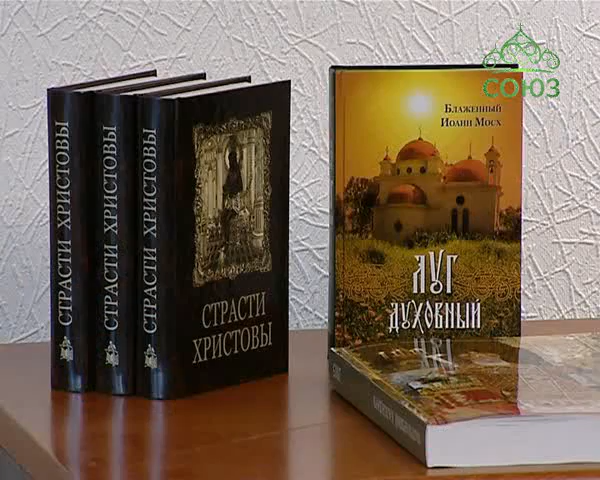 СОЮЗ
СТРАСТИ ХРИСТОВЫ
СТРАСТИ ХРИСТОВЫ
СТРАСТИ ХРИСТОВЫ
СТРАСТИ
ХРИСТОВЫ
Блаженный
Иоанн Мосх
ЛУГ
ДУХОВНЫЙ